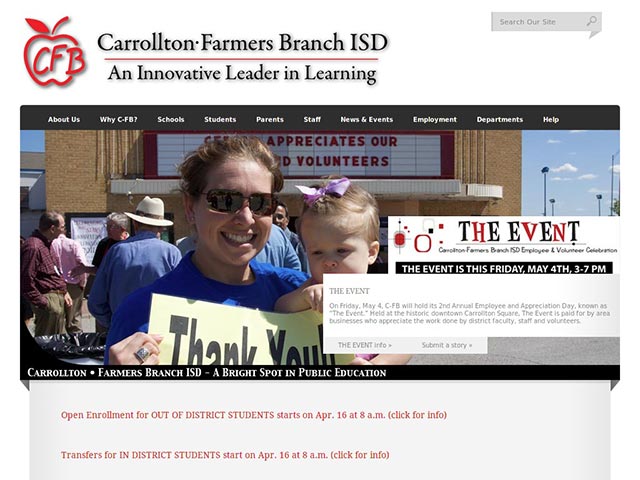 CFB
Carrollton·Farmers Branch ISD
An Innovative Leader in Learning
Search Our Site
About Us Why C-FB? Schools Students Parents Staff News & Events Employment Departments Help
APPRECIATES OUR
VOLUNTEERS
Thank You
THE EVENT
Carrollton-Farmers Branch ISD Employee & Volunteer Celebration
THE EVENT IS THIS FRIDAY, MAY 4TH, 3-7 PM
THE EVENT
On Friday, May 4, C-FB will hold its 2nd Annual Employee and Appreciation Day, known as
"The Event." Held at the historic downtown Carrollton Square, The Event is paid for by area
businesses who appreciate the work done by district faculty, staff and volunteers.
THE EVENT info » Submit a story »
Carrollton • Farmers Branch ISD - A Bright Spot in Public Education
Open Enrollment for OUT OF DISTRICT STUDENTS starts on Apr. 16 at 8 a.m. (click for info)
Transfers for IN DISTRICT STUDENTS start on Apr. 16 at 8 a.m. (click for info)